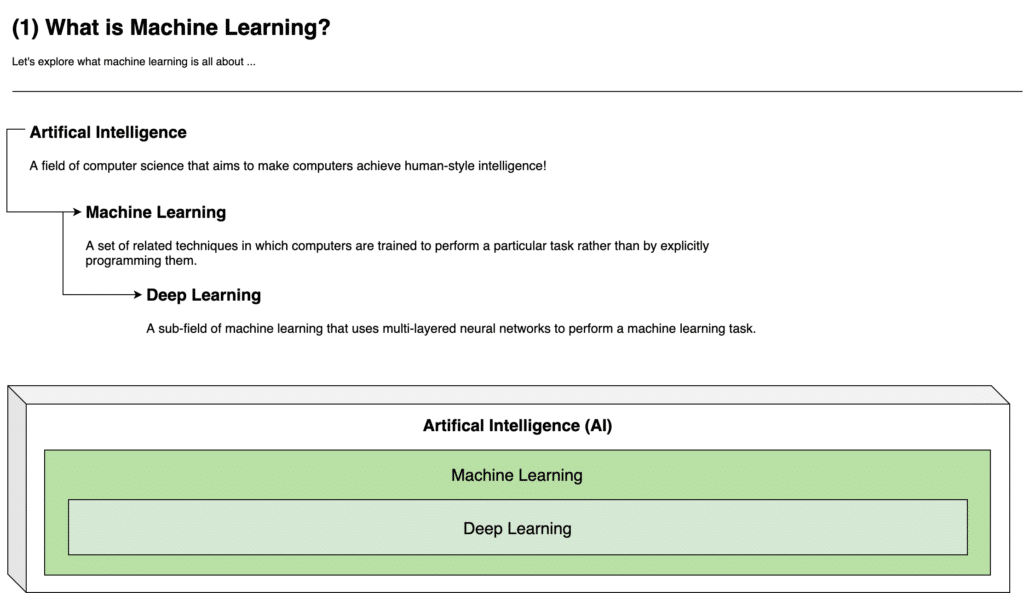 (1) What is Machine Learning?
Let's explore what machine learning is all about ...
Artifical Intelligence
A field of computer science that aims to make computers achieve human-style intelligence!
Machine Learning
A set of related techniques in which computers are trained to perform a particular task rather than by explicitly
programming them.
Deep Learning
A sub-field of machine learning that uses multi-layered neural networks to perform a machine learning task.
Artifical Intelligence (AI)
Machine Learning
Deep Learning